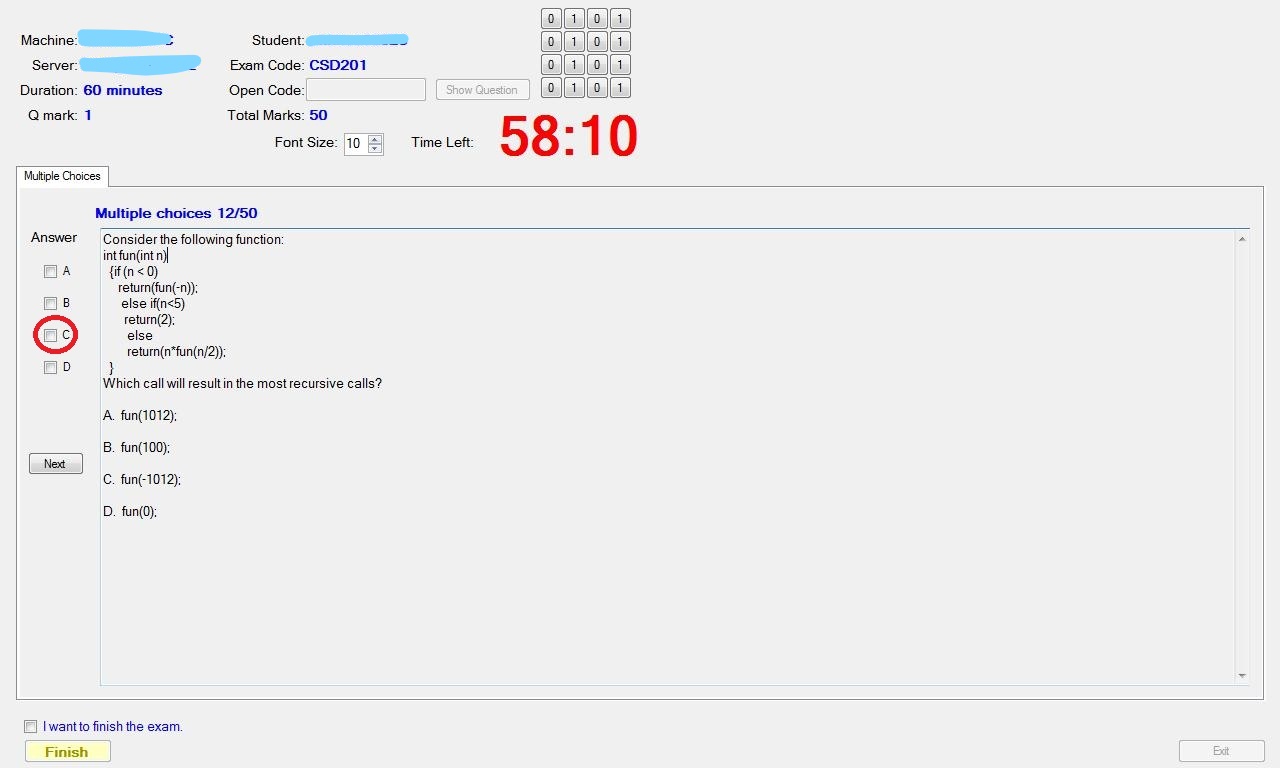 Machine:
Student:
0 1 0 1
0 1 0 1
0 1 0 1
0 1 0 1
Server:
Exam Code: CSD201
Duration: 60 minutes
Open Code:
Show Question
Q mark: 1
Total Marks: 50
Font Size: 10
Time Left: 58:10
Multiple Choices
Multiple choices 12/50
Answer
A
B
C
D
Next
Consider the following function:
int fun(int n)
{if (n < 0)
return(fun(-n));
else if(n<5)
return(2);
else
return(n*fun(n/2));
}
Which call will result in the most recursive calls?
A. fun(1012);
B. fun(100);
C. fun(-1012);
D. fun(0);
I want to finish the exam.
Finish
Exit